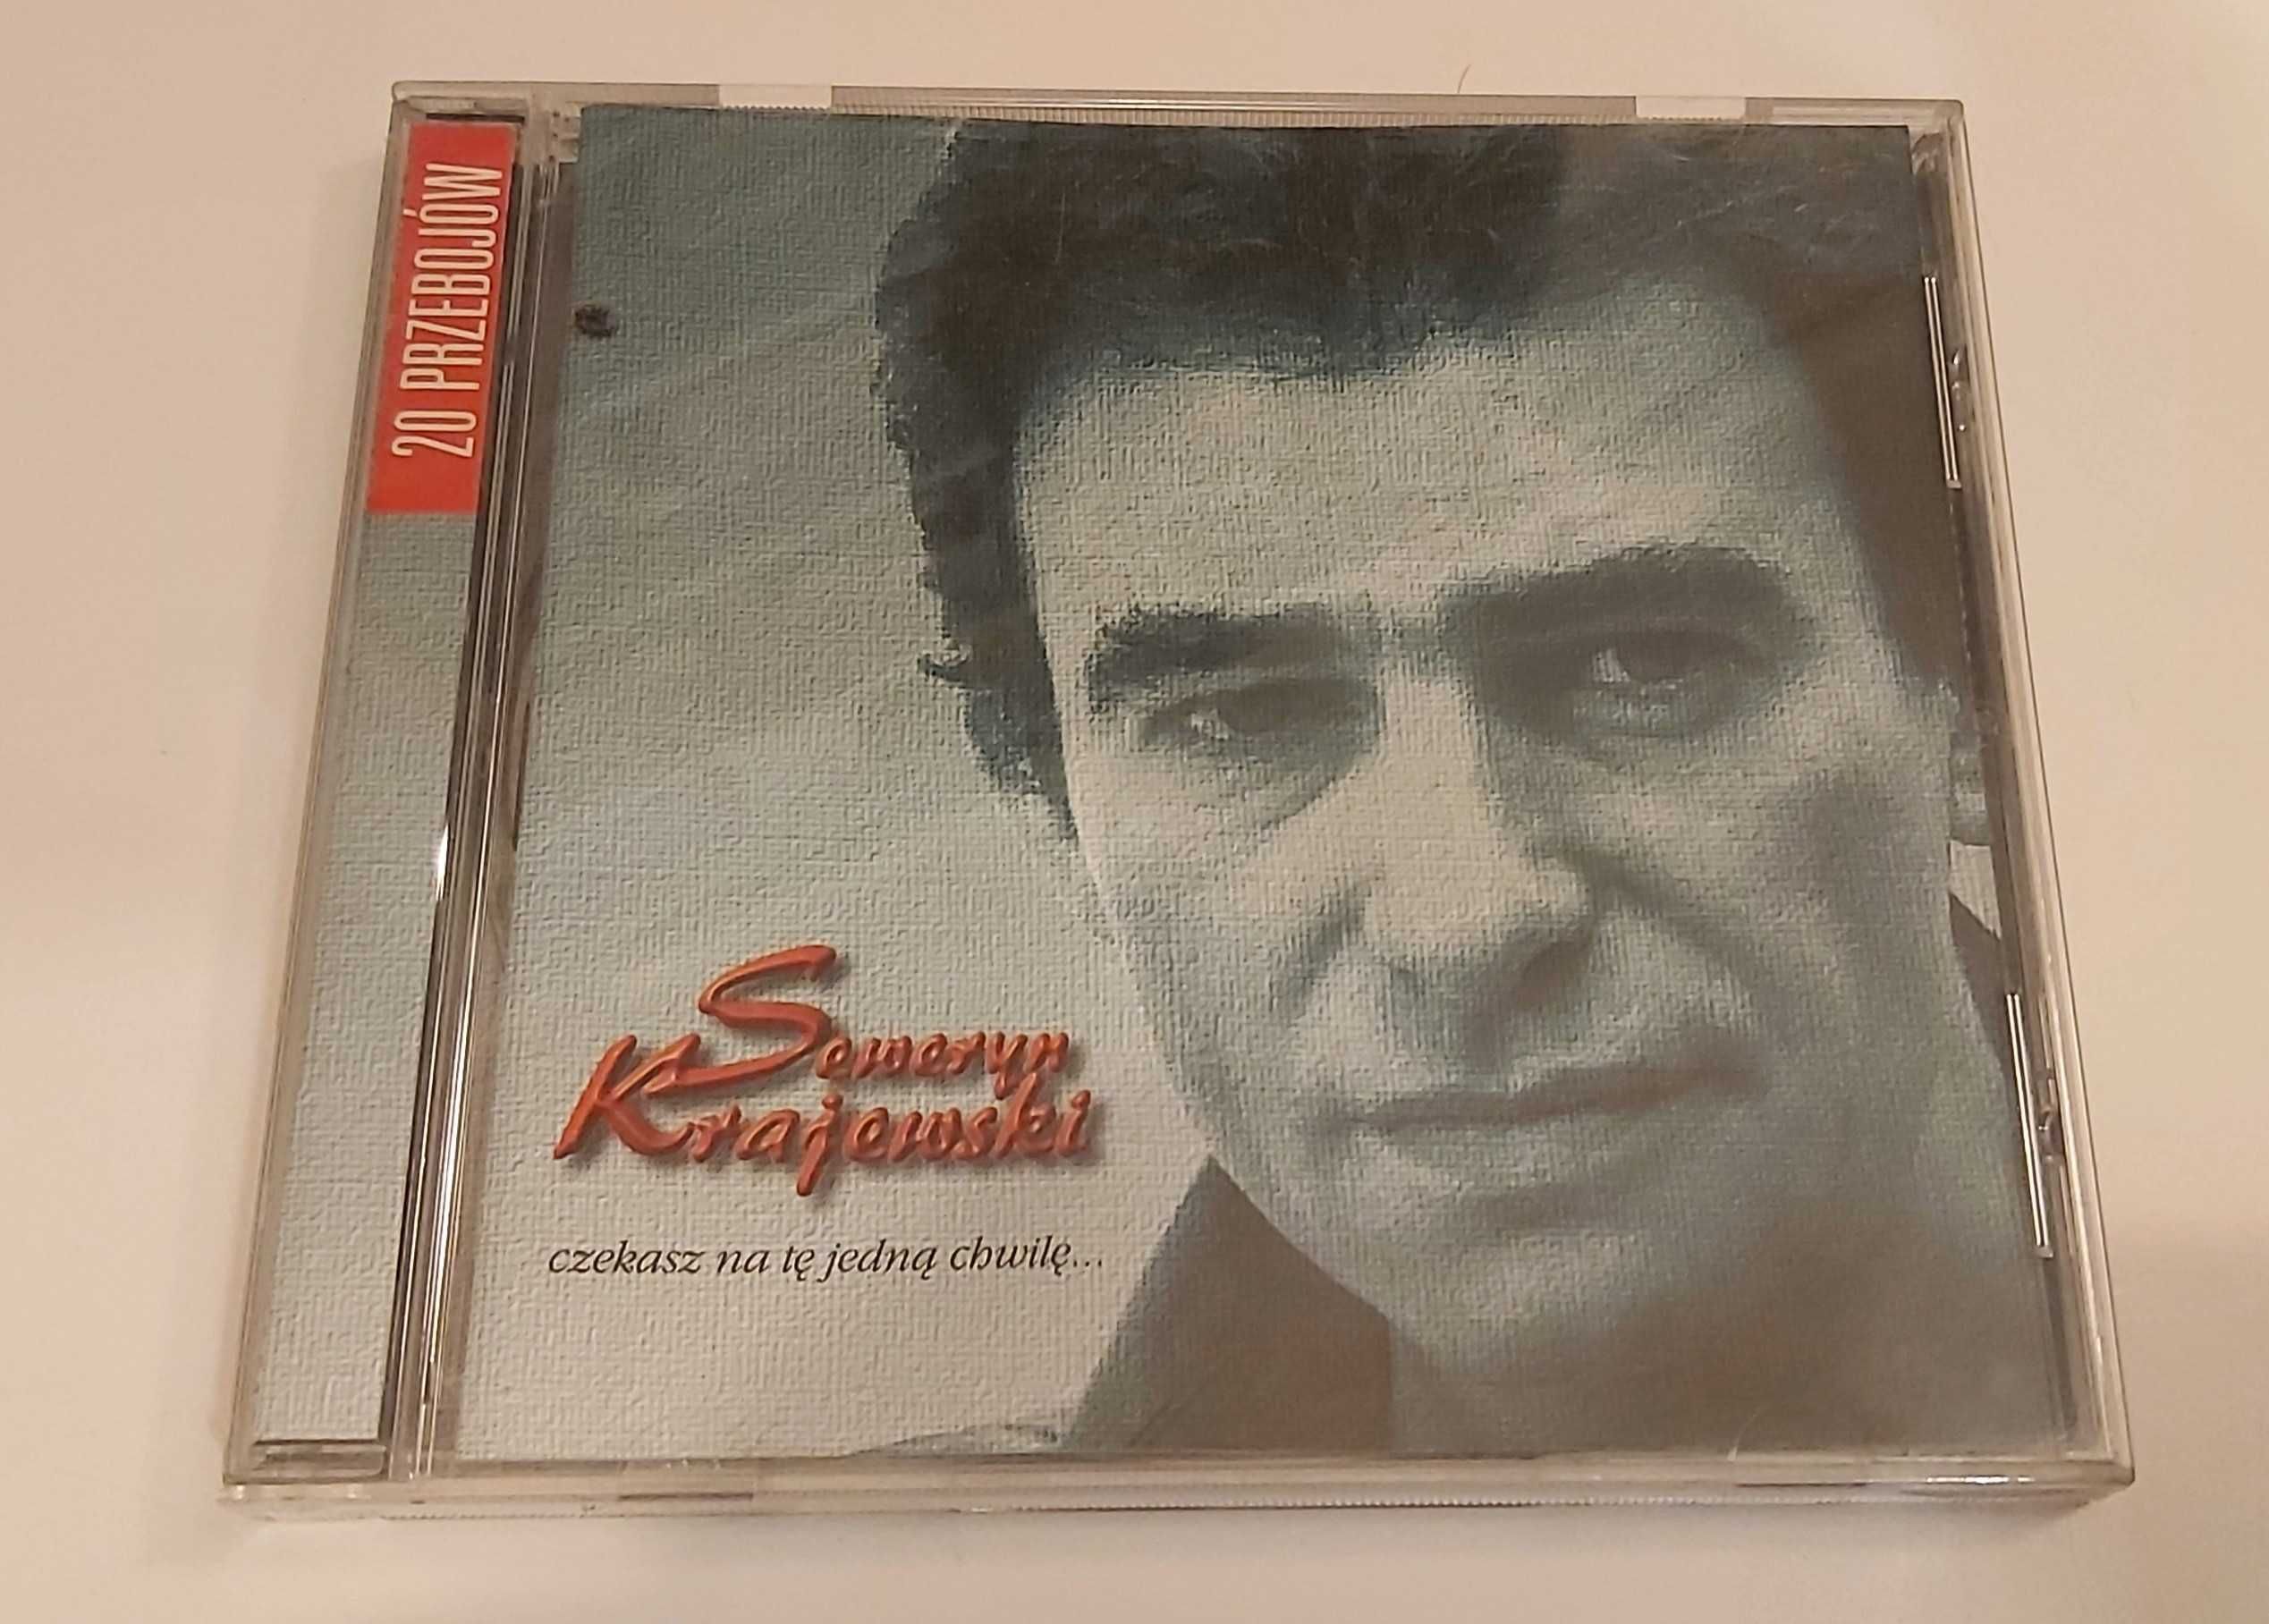 20 PRZEBOJÓW
Seweryn
Krajewski
czekasz na tę jedną chwilę...